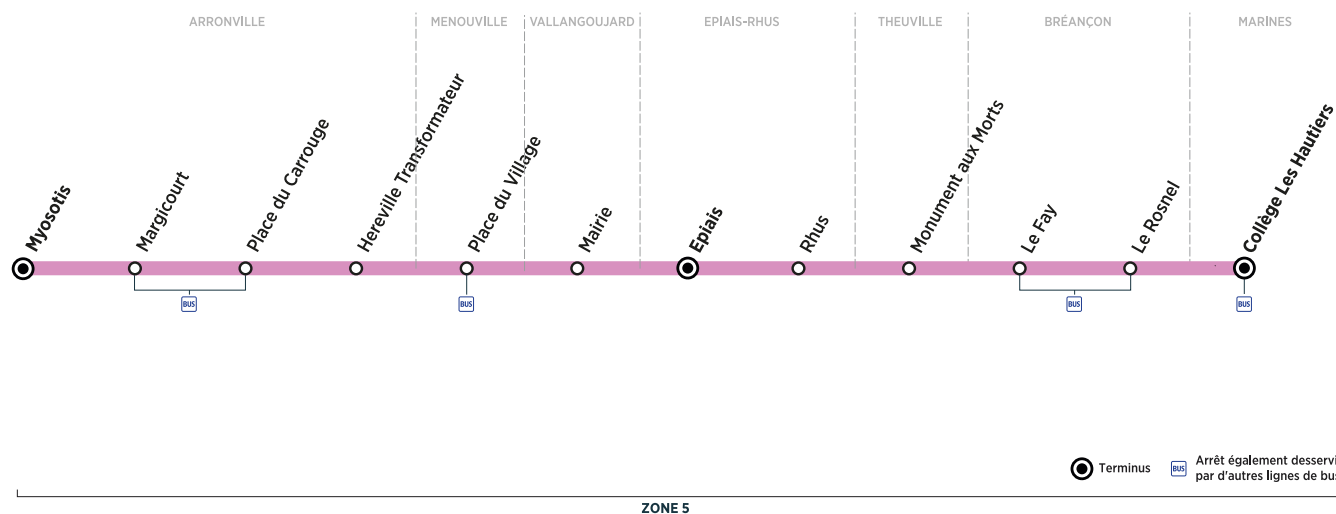 ARRONVILLE
MENOUVILLE
VALLANGOUJARD
EPIAIS-RHUS
THEUVILLE
BRÉANÇON
MARINES
Myosotis
Margicourt
Place du Carrouge
Hereville Transformateur
Place du Village
Mairie
Epiais
Rhus
Monument aux Morts
Le Fay
Le Rosnel
Collège Les Hautiers
BUS
BUS
BUS
BUS
Terminus
BUS
Arrêt également desservi
par d'autres lignes de bus
ZONE 5